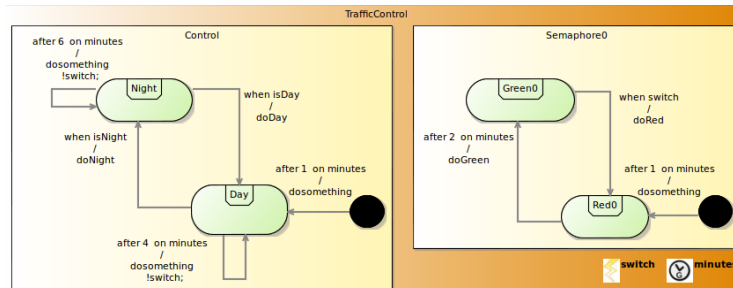 TrafficControl
Control
after 6 on minutes
/
dosomething
!switch;
Night
when isDay
/
doDay
when isNight
/
doNight
Day
after 1 on minutes
/
dosomething
after 4 on minutes
/
dosomething
!switch;
Semaphore0
Green0
when switch
/
doRed
after 2 on minutes
/
doGreen
after 1 on minutes
/
dosomething
Red0
switch
G
minutes